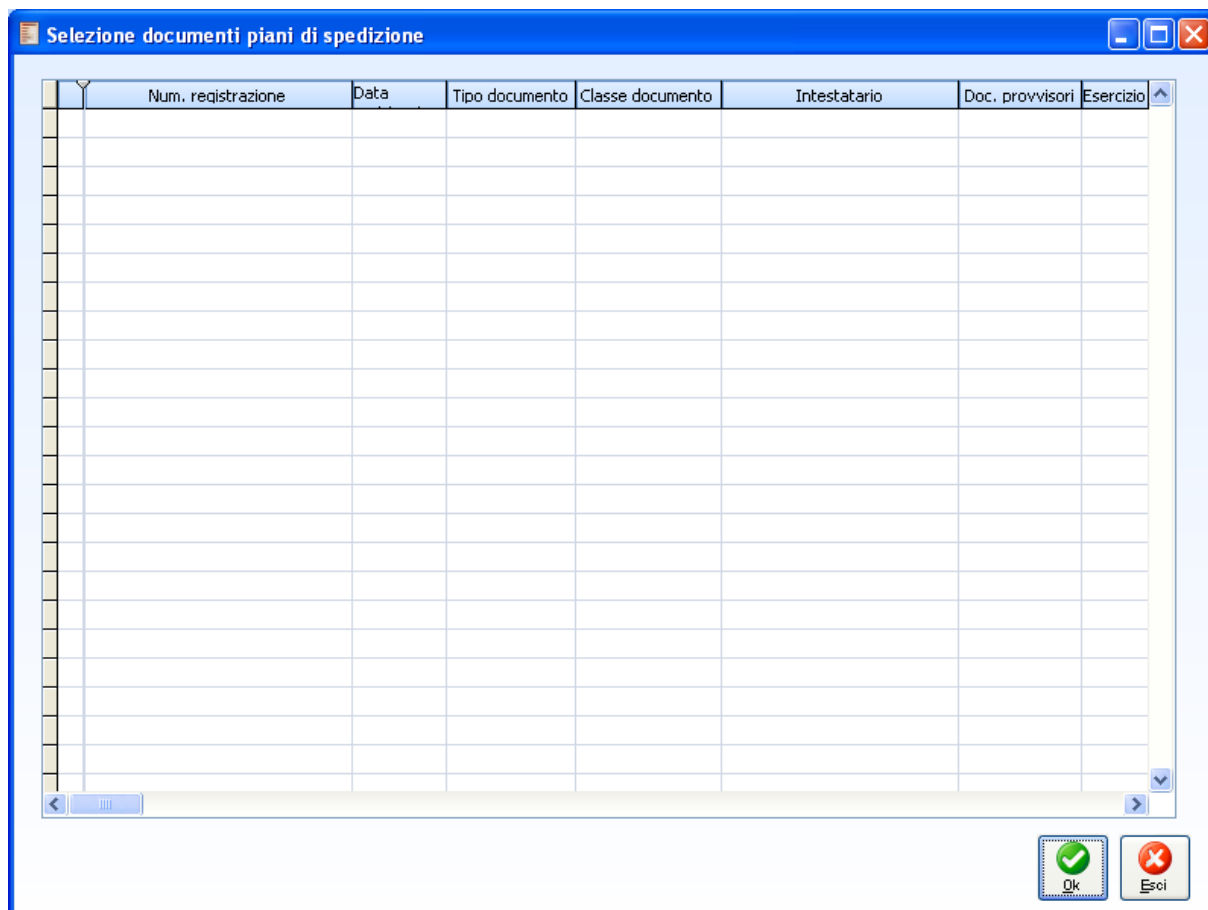 Selezione documenti piani di spedizione
Num. registrazione Data Tipo documento Classe documento Intestatario Doc. provvisori Esercizio
Ok Esci